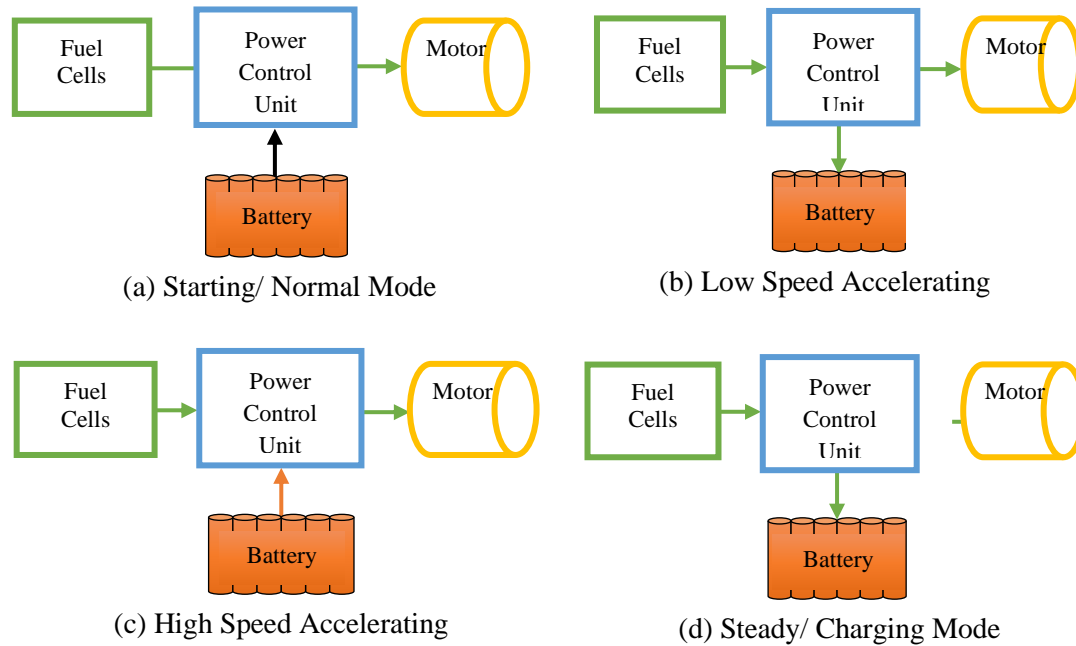 Fuel
Cells
Power
Control
Unit
Motor
Battery
(a) Starting/ Normal Mode
Fuel
Cells
Power
Control
Unit
Motor
Battery
(b) Low Speed Accelerating
Fuel
Cells
Power
Control
Unit
Motor
Battery
(c) High Speed Accelerating
Fuel
Cells
Power
Control
Unit
Motor
Battery
(d) Steady/ Charging Mode